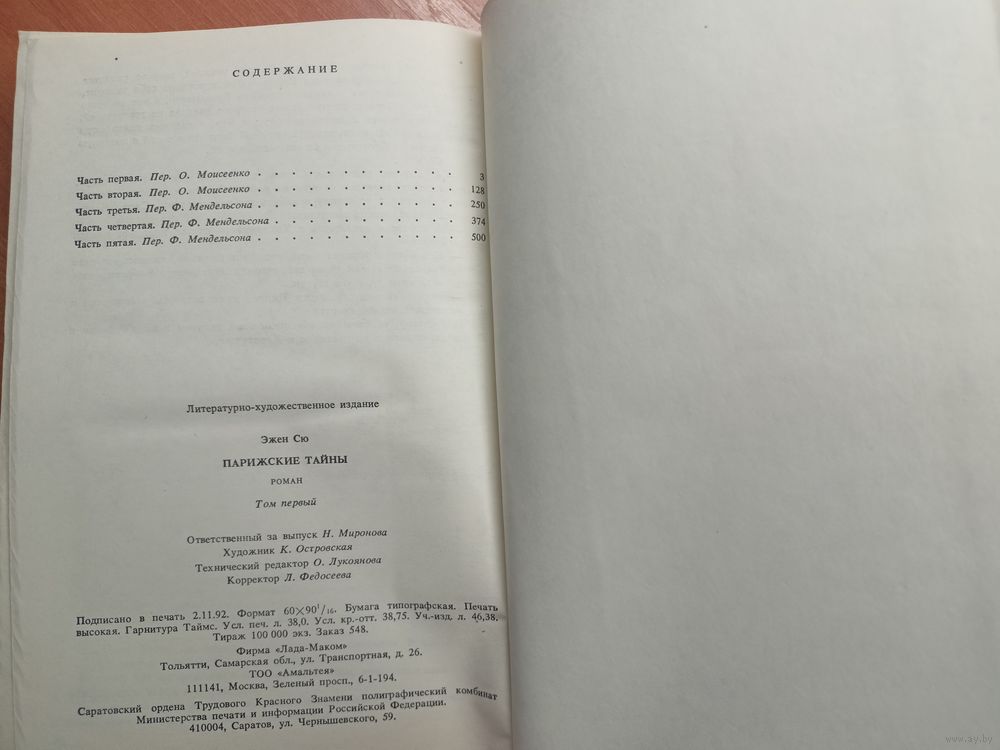 СОДЕРЖАНИЕ
Часть первая. Пер. О. Моисеенко . . . . . . . . . . . 3
Часть вторая. Пер. О. Моисеенко . . . . . . . . . . . 128
Часть третья. Пер. Ф. Мендельсона . . . . . . . . . . . 250
Часть четвертая. Пер. Ф. Мендельсона . . . . . . . . . . 374
Часть пятая. Пер. Ф. Мендельсона . . . . . . . . . . . 500
Литературно-художественное издание
Эжен Сю
ПАРИЖСКИЕ ТАЙНЫ
РОМАН
Том первый
Ответственный за выпуск Н. Миронова
Художник К. Островская
Технический редактор О. Лукоянова
Корректор Л. Федосеева
Подписано в печать 2.11.92. Формат 60×90¹/₁₆. Бумага типографская. Печать
высокая. Гарнитура Таймс. Усл. печ. л. 38,0. Усл. кр.-отт. 38,75. Уч.-изд. л. 46,38.
Тираж 100 000 экз. Заказ 548.
Фирма «Лада-Маком»
Тольятти, Самарская обл., ул. Транспортная, д. 26.
ТОО «Амальтея»
111141, Москва, Зеленый просп., 6-1-194.
Саратовский ордена Трудового Красного Знамени полиграфический комбинат
Министерства печати и информации Российской Федерации.
410004, Саратов, ул. Чернышевского, 59.
www.ay.by